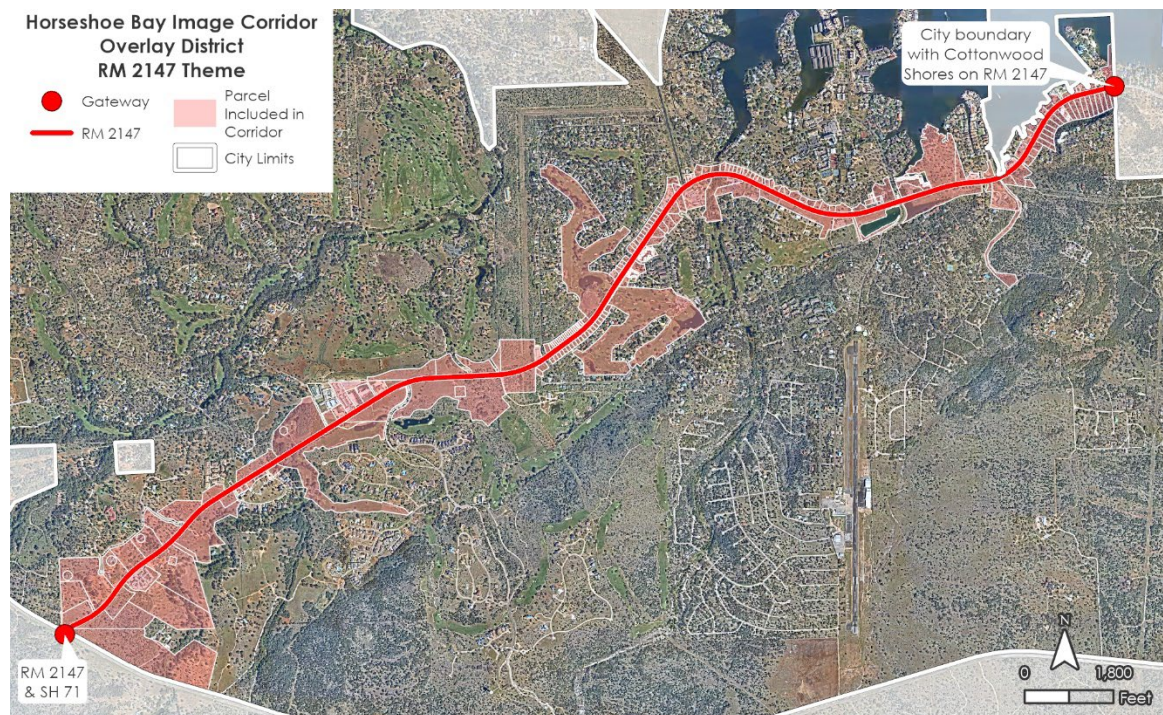 Horseshoe Bay Image Corridor
Overlay District
RM 2147 Theme
Gateway
RM 2147
Parcel
Included in
Corridor
City Limits
City boundary
with Cottonwood
Shores on RM 2147
RM 2147
& SH 71
N
0 1,800
Feet